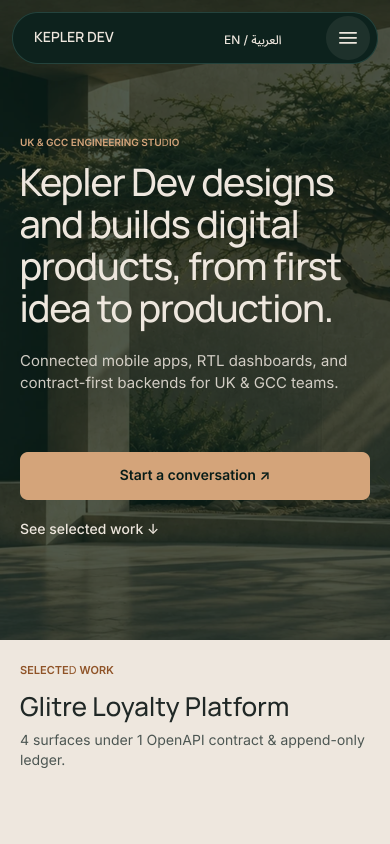 KEPLER DEV
EN / العربية
UK & GCC ENGINEERING STUDIO
Kepler Dev designs
and builds digital
products, from first
idea to production.
Connected mobile apps, RTL dashboards, and
contract-first backends for UK & GCC teams.
Start a conversation ↗
See selected work ↓
SELECTED WORK
Glitre Loyalty Platform
4 surfaces under 1 OpenAPI contract & append-only
ledger.